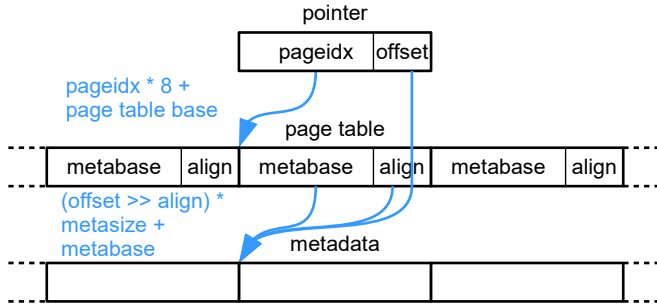 pointer
pageidx offset
pageidx * 8 +
page table base
page table
metabase align metabase align metabase align
(offset >> align) *
metasize +
metabase
metadata